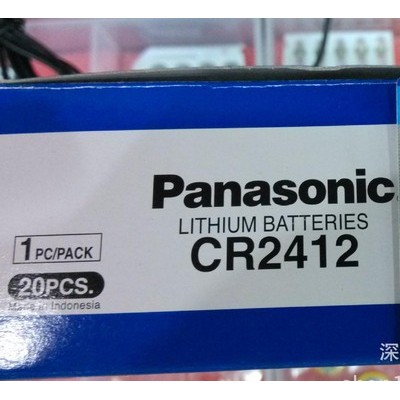 Panasonic
LITHIUM BATTERIES
CR2412
1 PC/PACK
20PCS.
Made in Indonesia
深